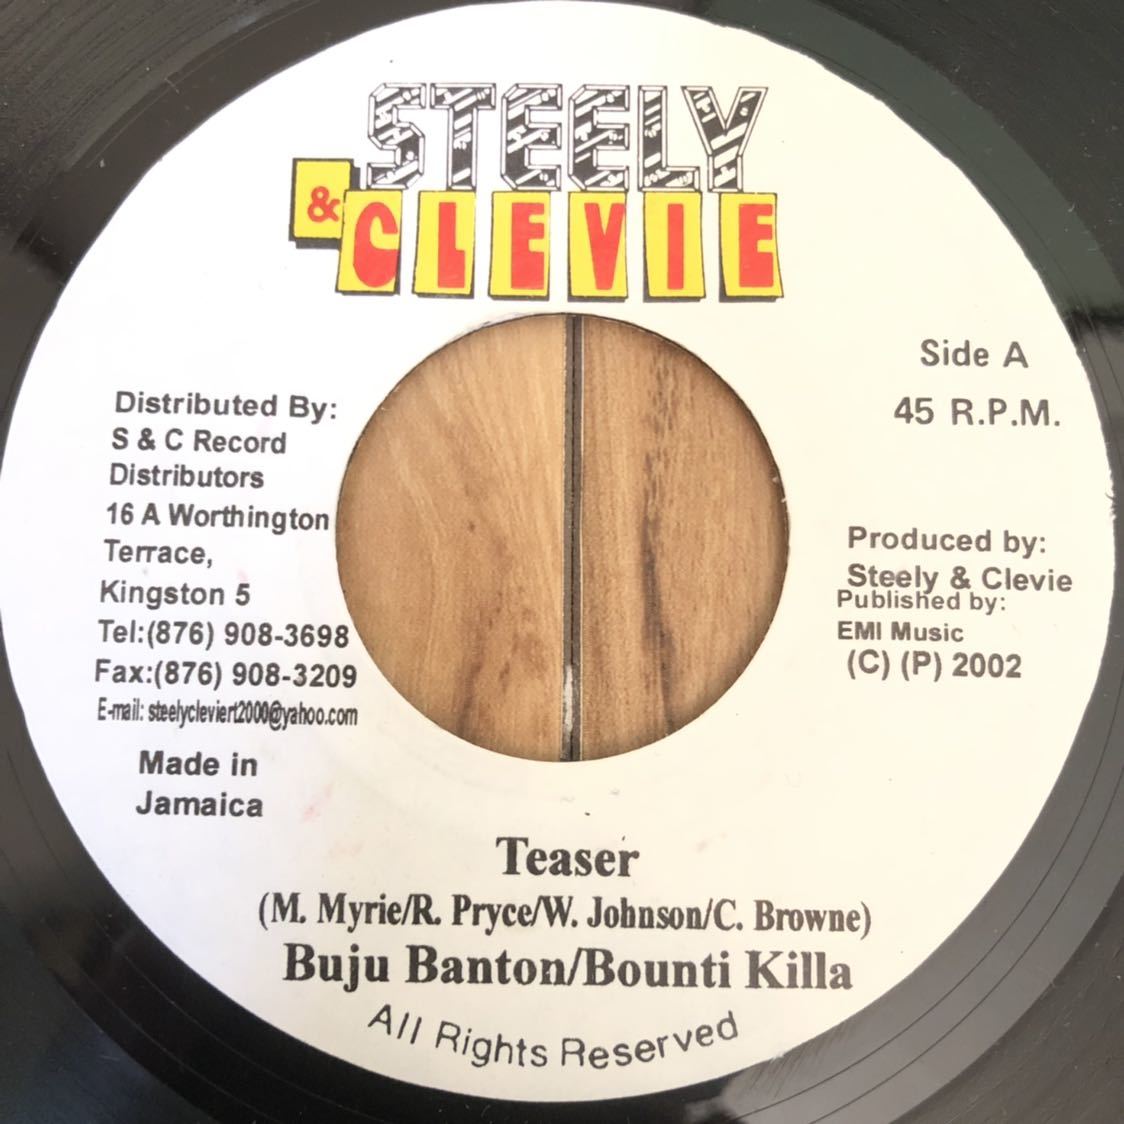 STEELY
& CLEVIE
Side A
45 R.P.M.
Distributed By:
S & C Record
Distributors
16 A Worthington
Terrace,
Kingston 5
Tel:(876) 908-3698
Fax:(876) 908-3209
E-mail: steelyclevier t2000@yahoo.com
Made in
Jamaica
Produced by:
Steely & Clevie
Published by:
EMI Music
(C) (P) 2002
Teaser
(M. Myrie/R. Pryce/W. Johnson/C. Browne)
Buju Banton/Bounti Killa
All Rights Reserved